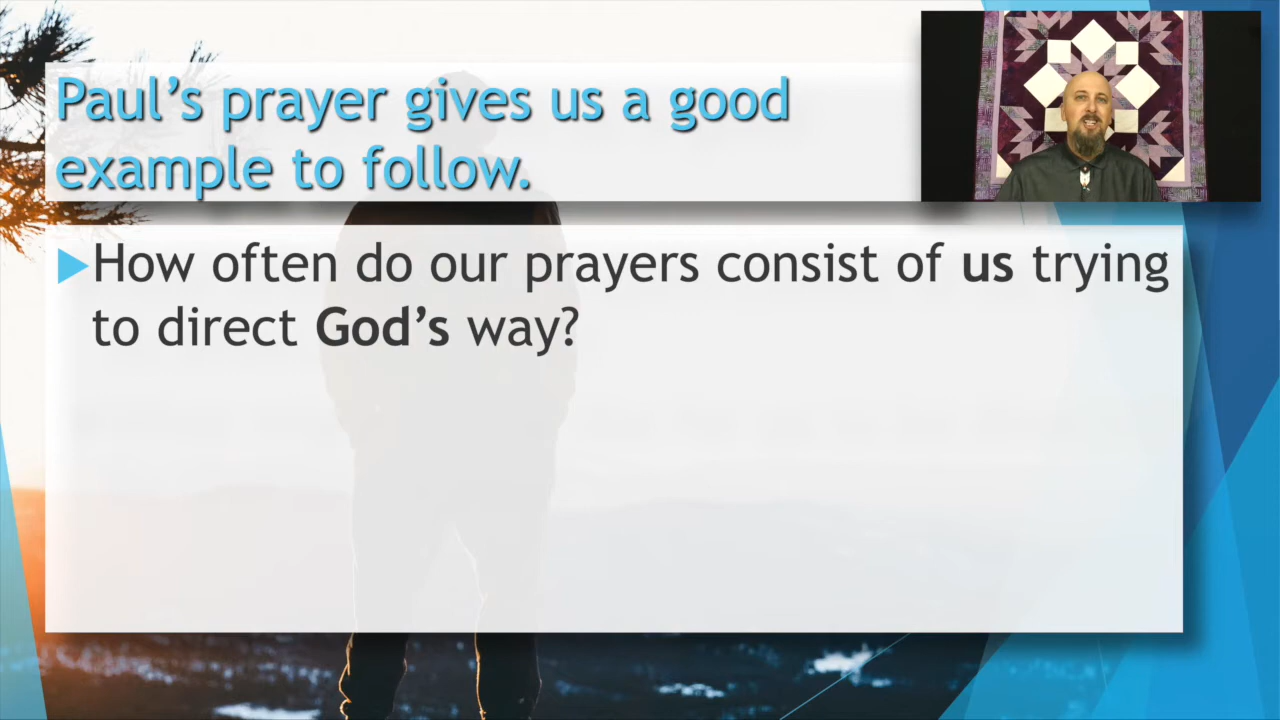 Paul’s prayer gives us a good
example to follow.
How often do our prayers consist of us trying
to direct God’s way?